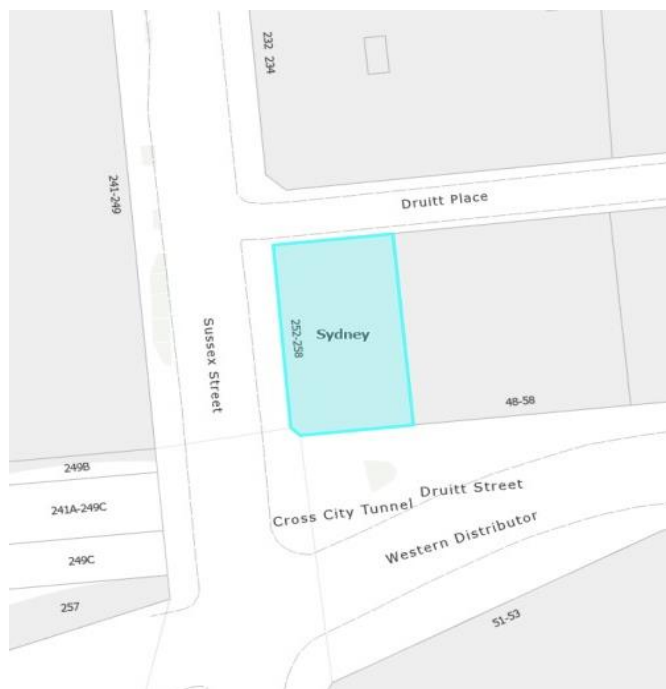 232 234
241-249
Druitt Place
Sussex Street
252-258
Sydney
48-58
249B
241A-249C
249C
257
Cross City Tunnel
Druitt Street
Western Distributor
51-53